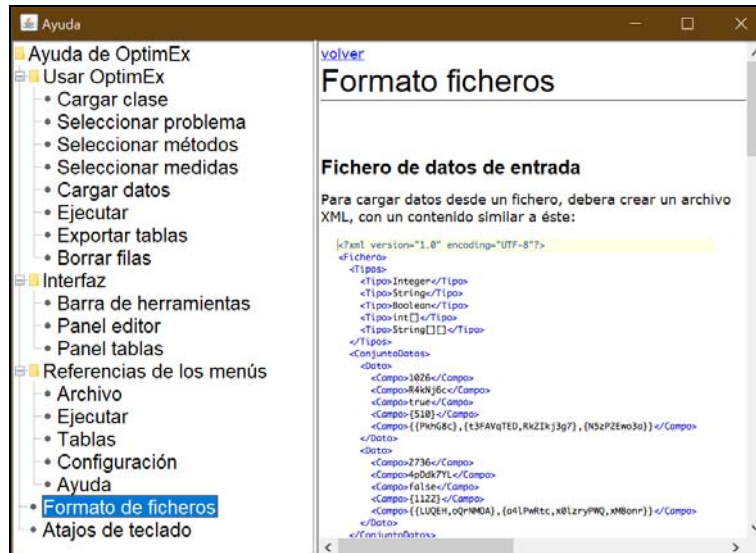 Ayuda
Ayuda de OptimEx
Usar OptimEx
Cargar clase
Seleccionar problema
Seleccionar métodos
Seleccionar medidas
Cargar datos
Ejecutar
Exportar tablas
Borrar filas
Interfaz
Barra de herramientas
Panel editor
Panel tablas
Referencias de los menús
Archivo
Ejecutar
Tablas
Configuración
Ayuda
Formato de ficheros
Atajos de teclado
volver
Formato ficheros
Fichero de datos de entrada
Para cargar datos desde un fichero, debera crear un archivo
XML, con un contenido similar a éste:
<?xml version="1.0" encoding="UTF-8"?>
<Fichero>
<Tipos>
<Tipo>Integer</Tipo>
<Tipo>String</Tipo>
<Tipo>Boolean</Tipo>
<Tipo>int[]</Tipo>
<Tipo>String[][]</Tipo>
</Tipos>
<ConjuntoDatos>
<Dato>
<Campo>1026</Campo>
<Campo>R4kNj6c</Campo>
<Campo>true</Campo>
<Campo>{510}</Campo>
<Campo>{{PkhG8c},{t3FAVqTED,RkZIkj3g7},{N5zPZEwo3o}}</Campo>
</Dato>
<Dato>
<Campo>2736</Campo>
<Campo>4pDdk7YL</Campo>
<Campo>false</Campo>
<Campo>{1122}</Campo>
<Campo>{{LUQEH,oQrNMOA},{o4lPwRtc,x0lzryPWQ,xMBonr}}</Campo>
</Dato>
</ConjuntoDatos>